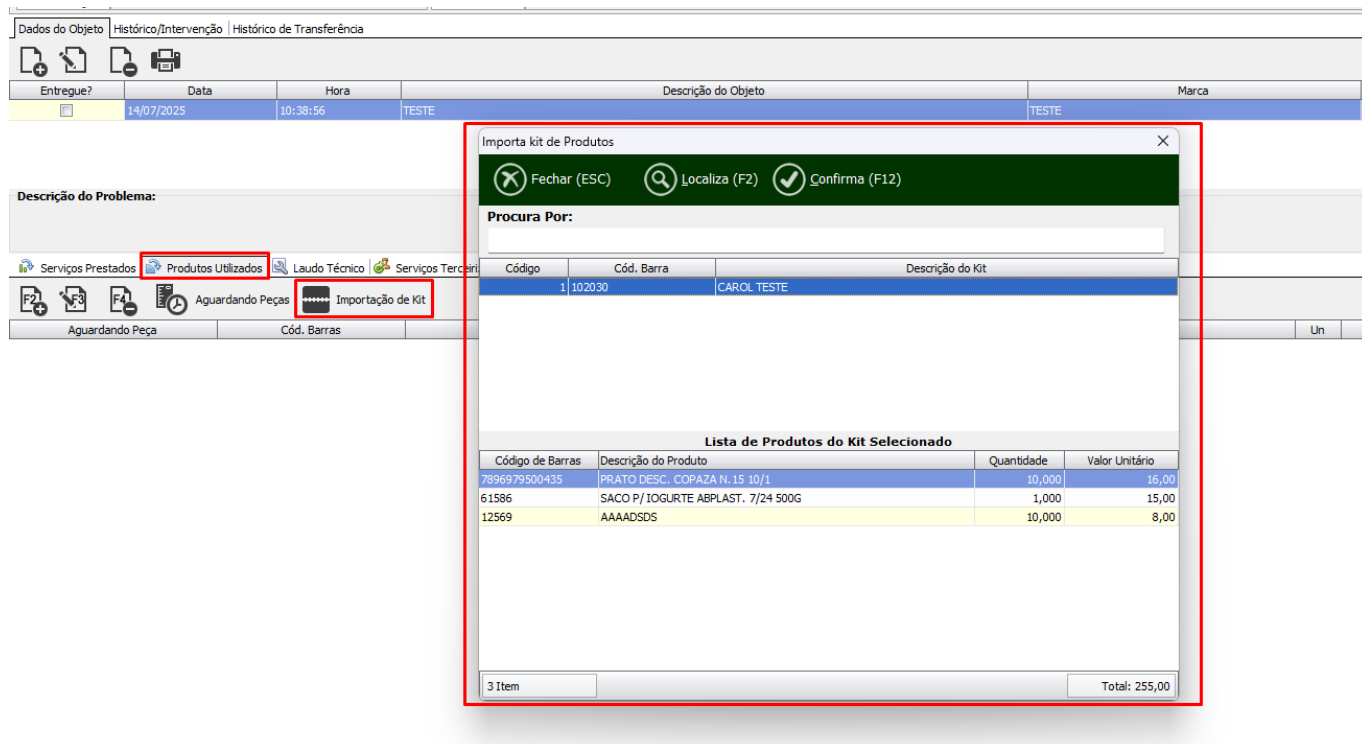 Dados do Objeto Histórico/Intervenção Histórico de Transferência
Entregue? Data Hora Descrição do Objeto Marca
14/07/2025 10:38:56 TESTE TESTE
Descrição do Problema:
Serviços Prestados Produtos Utilizados Laudo Técnico Serviços Terceiri
F2 F3 F4 Aguardando Peças Importação de Kit
Aguardando Peça Cód. Barras Un
Importa kit de Produtos
Fechar (ESC) Localiza (F2) Confirma (F12)
Procura Por:
Código Cód. Barra Descrição do Kit
1 102030 CAROL TESTE
Lista de Produtos do Kit Selecionado
Código de Barras Descrição do Produto Quantidade Valor Unitário
7896979500435 PRATO DESC. COPAZA N.15 10/1 10,000 16,00
61586 SACO P/ IOGURTE ABPLAST. 7/24 500G 1,000 15,00
12569 AAAADSDS 10,000 8,00
3 Item Total: 255,00